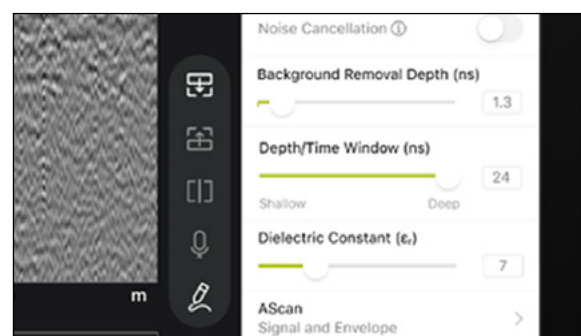 Noise Cancellation ⓘ
Background Removal Depth (ns)
1.3
Depth/Time Window (ns)
24
Shallow Deep
Dielectric Constant (εᵣ)
7
m
AScan
Signal and Envelope